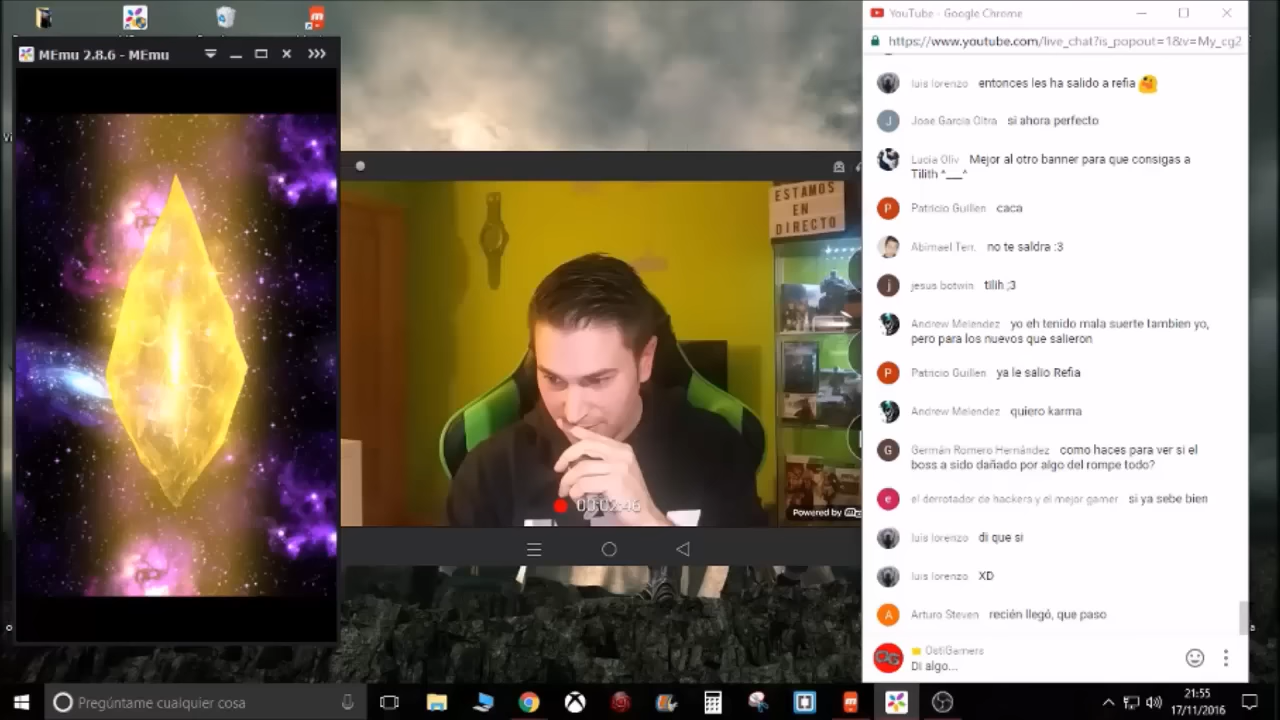 MEmu 2.8.6 - MEmu
YouTube - Google Chrome
https://www.youtube.com/live_chat?is_popout=1&v=My_cg2
luis lorenzo entonces les ha salido a refia
J Jose García Oltra si ahora perfecto
Lucia Oliv Mejor al otro banner para que consigas a
Tilith ^___^
P Patricio Guillen caca
Abimael Terr. no te saldra :3
j jesus botwin tilih ;3
Andrew Melendez yo eh tenido mala suerte tambien yo,
pero para los nuevos que salieron
P Patricio Guillen ya le salio Refia
Andrew Melendez quiero karma
G Germán Romero Hernández como haces para ver si el
boss a sido dañado por algo del rompe todo?
e el derrotador de hackers y el mejor gamer si ya sebe bien
luis lorenzo di que si
luis lorenzo XD
A Arturo Steven recién llegó, que paso
OG OstiGamers
Di algo...
ESTAMOS
EN
DIRECTO
00:02:46
Powered by
Pregúntame cualquier cosa
21:55
17/11/2016